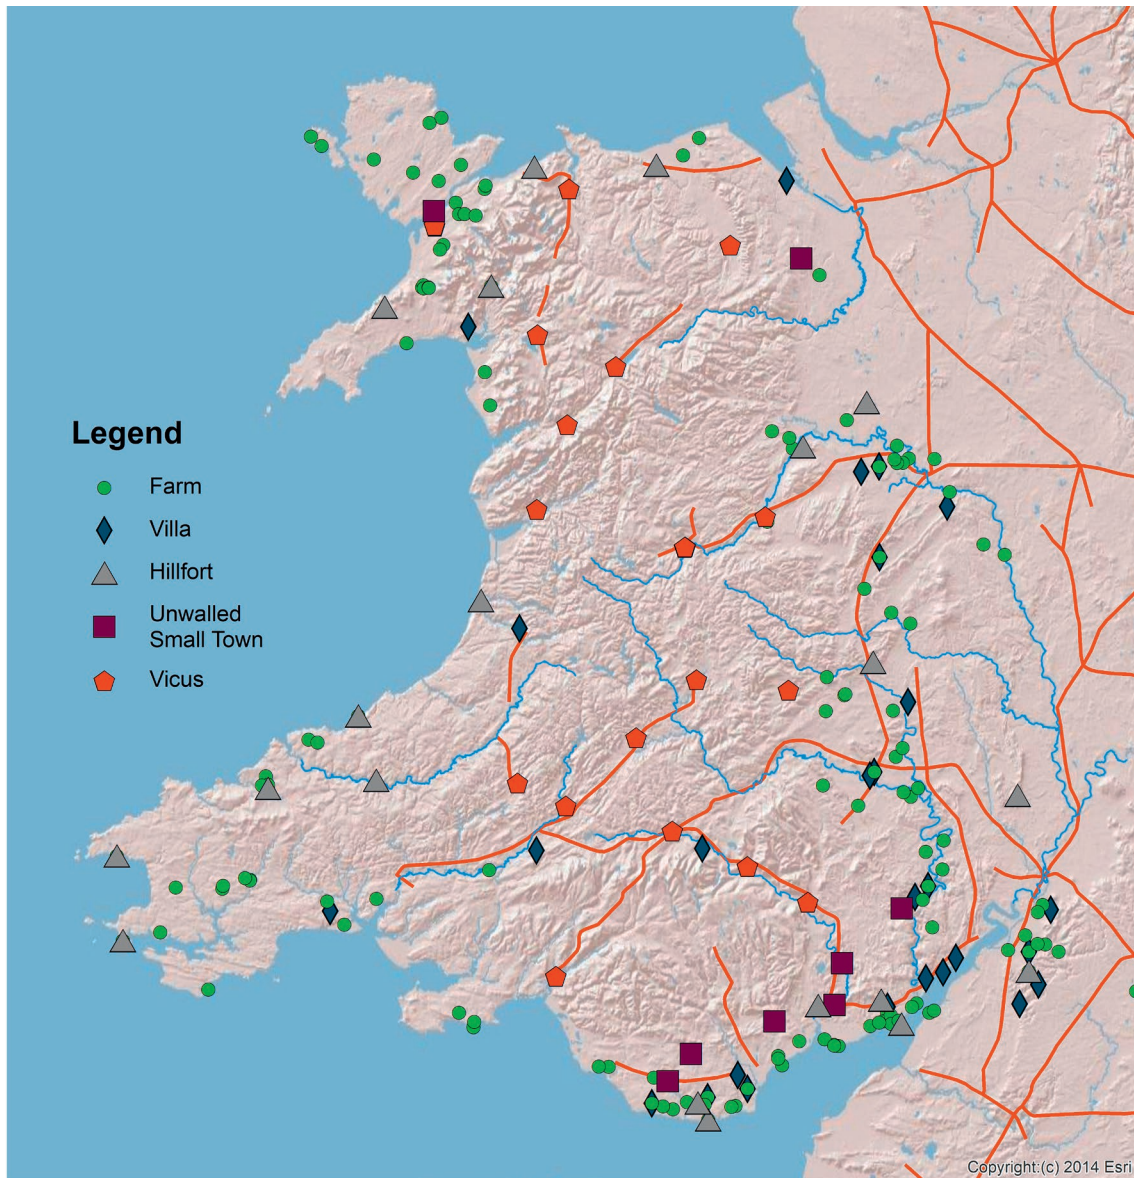 Legend
Farm
Villa
Hillfort
Unwalled
Small Town
Vicus
Copyright:(c) 2014 Esri